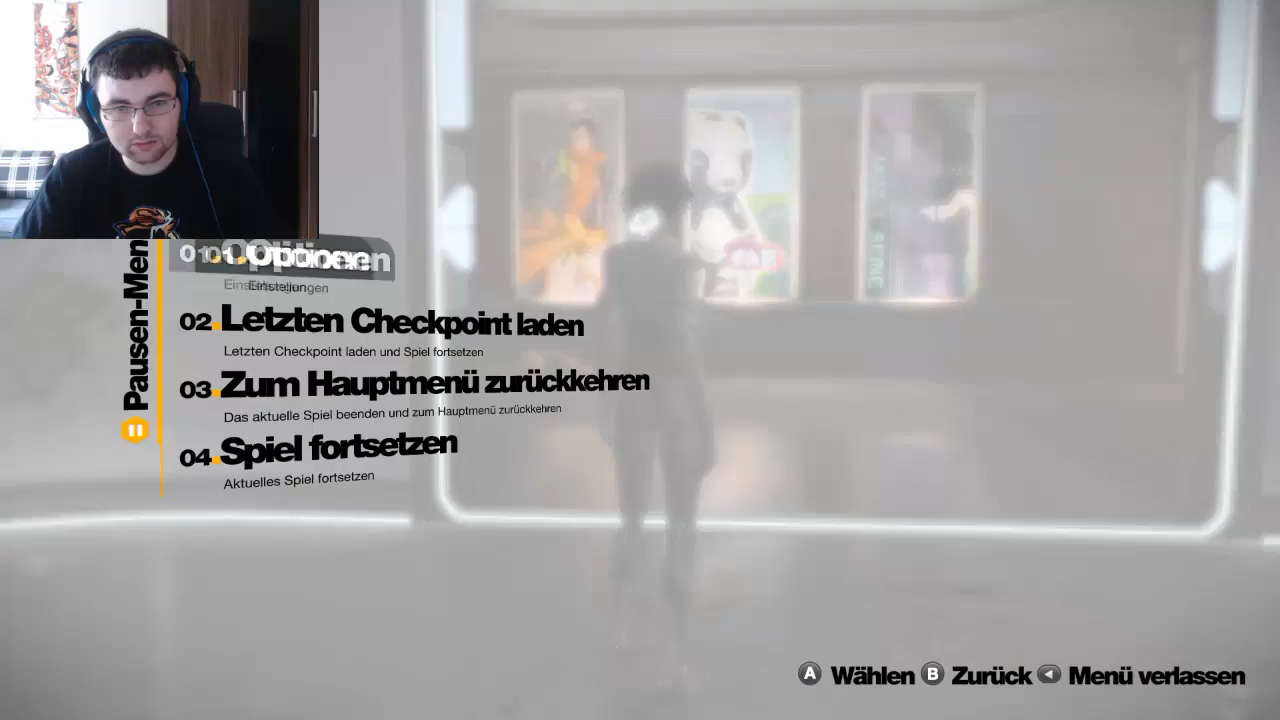 Pausen-Men
01.Optionen
Einstellungen
02.Letzten Checkpoint laden
Letzten Checkpoint laden und Spiel fortsetzen
03.Zum Hauptmenü zurückkehren
Das aktuelle Spiel beenden und zum Hauptmenü zurückkehren
04.Spiel fortsetzen
Aktuelles Spiel fortsetzen
A Wählen B Zurück Menü verlassen